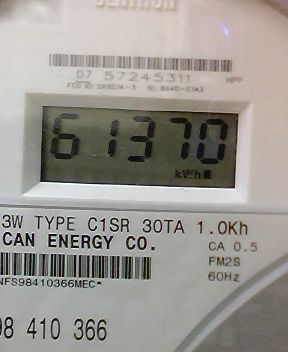 CENTRON
07 57245311
61370
kWh
3W TYPE C1SR 30TA 1.0Kh
CAN ENERGY CO.
CA 0.5
FM2S
60Hz
NFS98410366MEC*
98 410 366